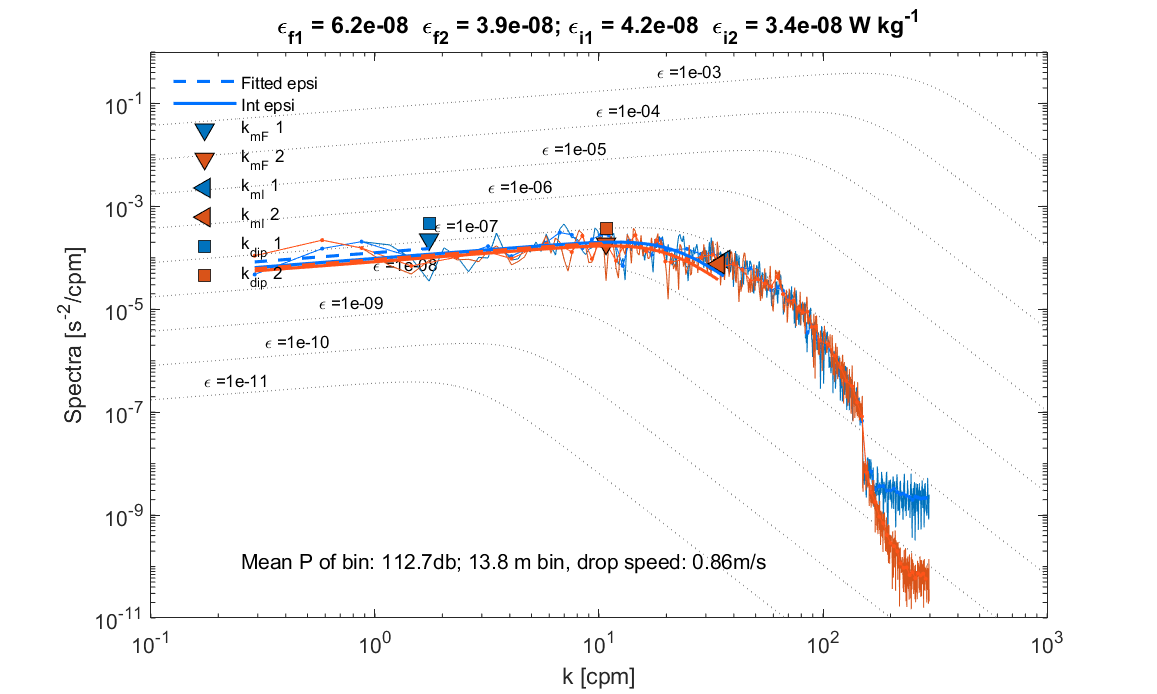 ϵf1 = 6.2e-08 ϵf2 = 3.9e-08; ϵi1 = 4.2e-08 ϵi2 = 3.4e-08 W kg-1
Fitted epsi
Int epsi
kmF 1
kmF 2
kmI 1
kmI 2
kdip 1
kdip 2
ϵ =1e-03
ϵ =1e-04
ϵ =1e-05
ϵ =1e-06
ϵ =1e-07
ϵ =1e-08
ϵ =1e-09
ϵ =1e-10
ϵ =1e-11
Mean P of bin: 112.7db; 13.8 m bin, drop speed: 0.86m/s
Spectra [s-2/cpm]
10-1
10-3
10-5
10-7
10-9
10-11
10-1 100 101 102 103
k [cpm]